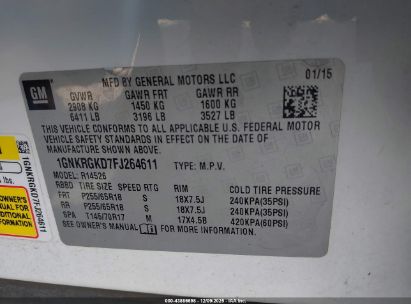 GM
MFD BY GENERAL MOTORS LLC
01/15
GVWR GAWR FRT GAWR RR
2908 KG 1450 KG 1600 KG
6411 LB 3196 LB 3527 LB
THIS VEHICLE CONFORMS TO ALL APPLICABLE U.S. FEDERAL MOTOR
VEHICLE SAFETY AND THEFT PREVENTION STANDARDS IN EFFECT
ON THE DATE OF MANUFACTURE SHOWN ABOVE.
1GNKRGKD7FJ264611 TYPE: M.P.V.
MODEL: R14526
RBBD TIRE SIZE SPEED RTG RIM COLD TIRE PRESSURE
FRT P255/65R18 S 18X7.5J 240KPA(35PSI)
RR P255/65R18 S 18X7.5J 240KPA(35PSI)
SPA T145/70R17 M 17X4.5B 420KPA(60PSI)
SEE OWNER'S MANUAL FOR MORE INFORMATION.
1GNKRGKD7FJ264611
lbs.